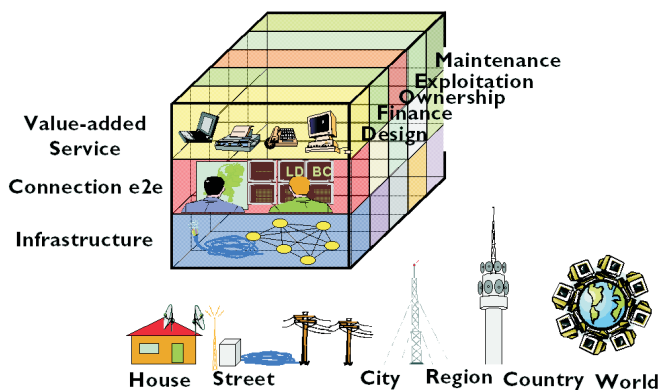 Maintenance
Exploitation
Ownership
Finance
Design
Value-added
Service
LD BC
Connection e2e
Infrastructure
House Street City Region Country World